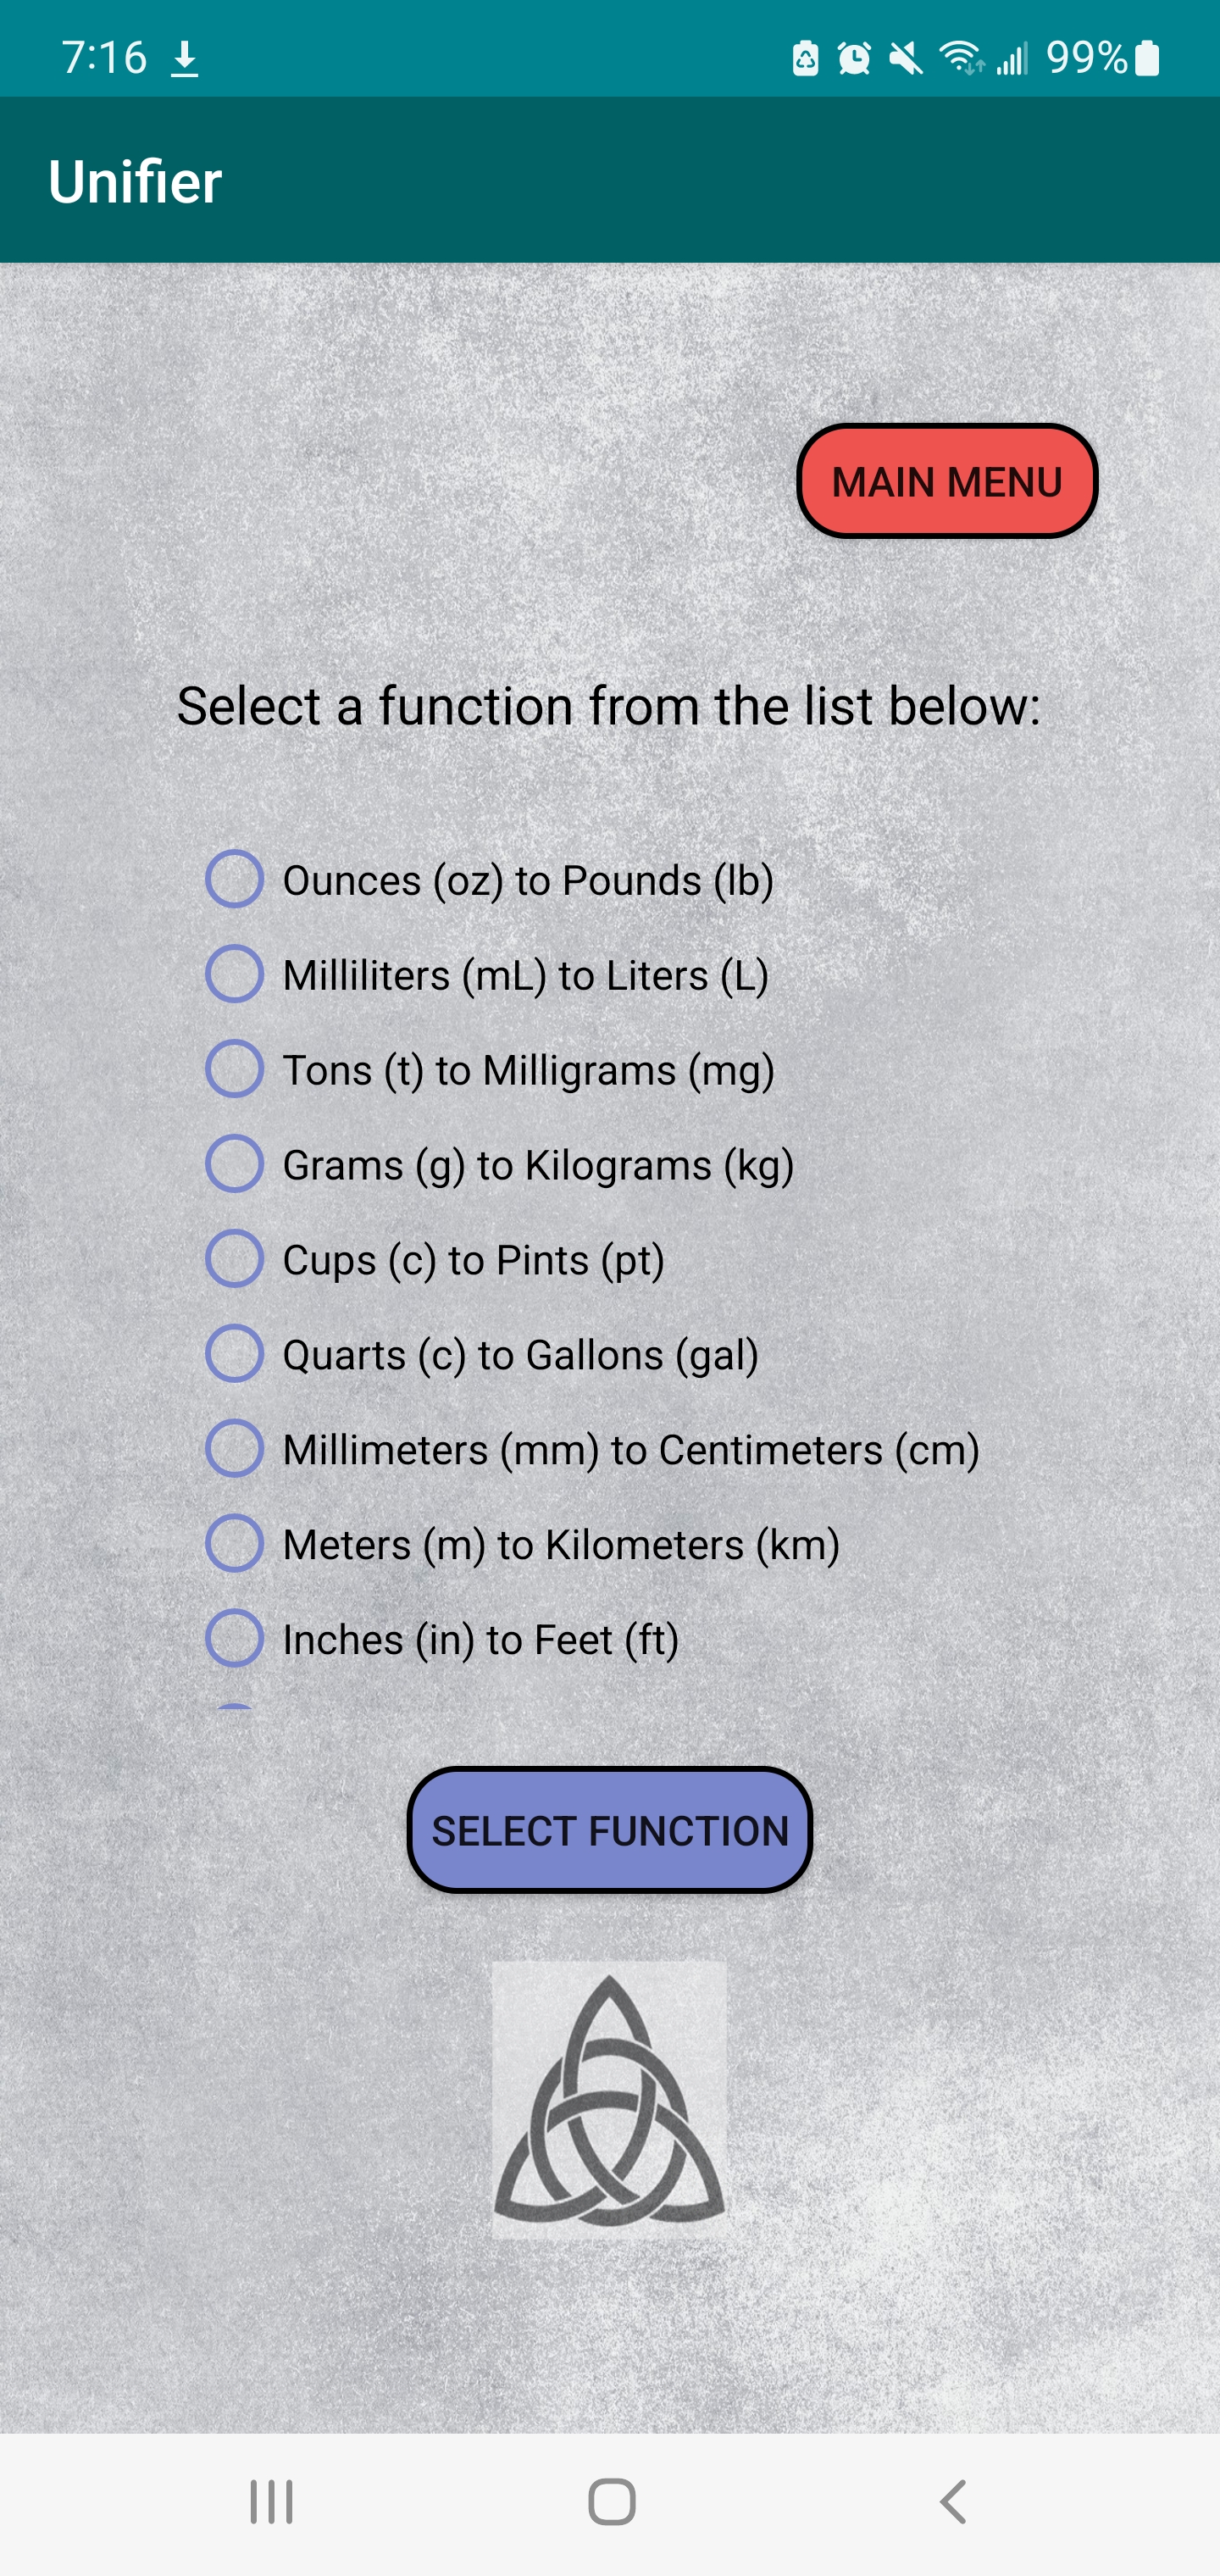 7:16
99%
Unifier
MAIN MENU
Select a function from the list below:
Ounces (oz) to Pounds (lb)
Milliliters (mL) to Liters (L)
Tons (t) to Milligrams (mg)
Grams (g) to Kilograms (kg)
Cups (c) to Pints (pt)
Quarts (c) to Gallons (gal)
Millimeters (mm) to Centimeters (cm)
Meters (m) to Kilometers (km)
Inches (in) to Feet (ft)
SELECT FUNCTION